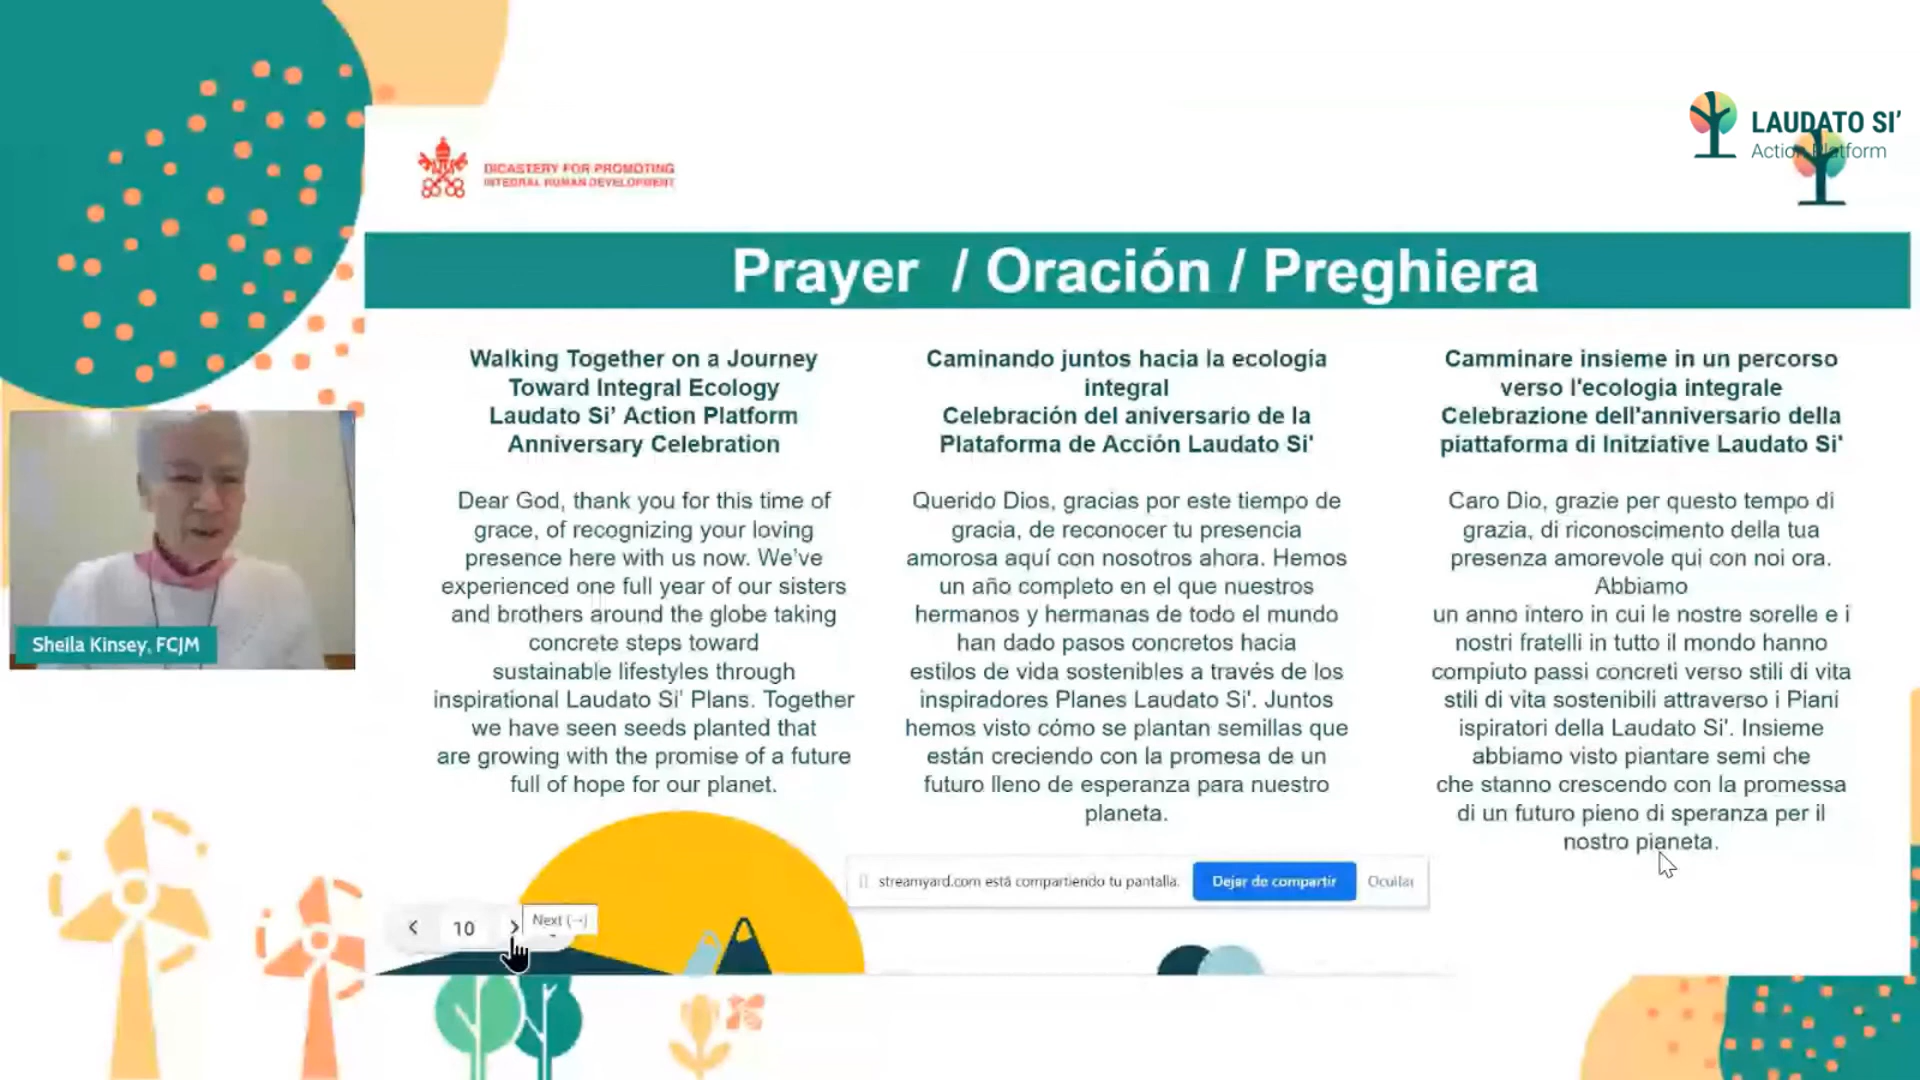 LAUDATO SI'
Action Platform
DICASTERY FOR PROMOTING
INTEGRAL HUMAN DEVELOPMENT
Prayer / Oración / Preghiera
Walking Together on a Journey
Toward Integral Ecology
Laudato Si’ Action Platform
Anniversary Celebration
Dear God, thank you for this time of
grace, of recognizing your loving
presence here with us now. We’ve
experienced one full year of our sisters
and brothers around the globe taking
concrete steps toward
sustainable lifestyles through
inspirational Laudato Si' Plans. Together
we have seen seeds planted that
are growing with the promise of a future
full of hope for our planet.
Caminando juntos hacia la ecología
integral
Celebración del aniversario de la
Plataforma de Acción Laudato Si'
Querido Dios, gracias por este tiempo de
gracia, de reconocer tu presencia
amorosa aquí con nosotros ahora. Hemos
un año completo en el que nuestros
hermanos y hermanas de todo el mundo
han dado pasos concretos hacia
estilos de vida sostenibles a través de los
inspiradores Planes Laudato Si'. Juntos
hemos visto cómo se plantan semillas que
están creciendo con la promesa de un
futuro lleno de esperanza para nuestro
planeta.
Camminare insieme in un percorso
verso l'ecologia integrale
Celebrazione dell'anniversario della
piattaforma di Initziative Laudato Si'
Caro Dio, grazie per questo tempo di
grazia, di riconoscimento della tua
presenza amorevole qui con noi ora.
Abbiamo
un anno intero in cui le nostre sorelle e i
nostri fratelli in tutto il mondo hanno
compiuto passi concreti verso stili di vita
stili di vita sostenibili attraverso i Piani
ispiratori della Laudato Si'. Insieme
abbiamo visto piantare semi che
che stanno crescendo con la promessa
di un futuro pieno di speranza per il
nostro pianeta.
Sheila Kinsey, FCJM
streamyard.com está compartiendo tu pantalla.
Dejar de compartir
Ocultar
10
Next (→)